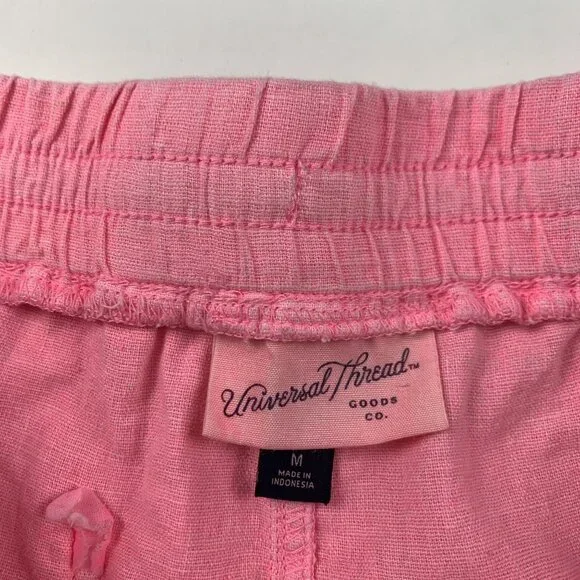 Universal Thread™
GOODS
CO.
M
MADE IN
INDONESIA